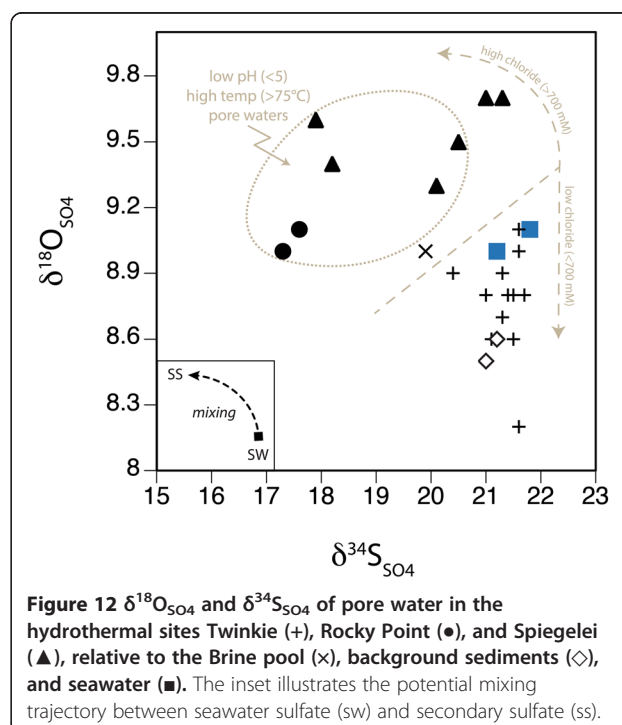 9.8
9.5
9.2
8.9
8.6
8.3
8
δ18OSO4
low pH (<5)
high temp (>75°C)
pore waters
high chloride (>700 mM)
low chloride (<700 mM)
SS
mixing
SW
15 16 17 18 19 20 21 22 23
δ34SSO4
Figure 12 δ18OSO4 and δ34SSO4 of pore water in the
hydrothermal sites Twinkie (+), Rocky Point (●), and Spiegelei
(▲), relative to the Brine pool (×), background sediments (◇),
and seawater (■). The inset illustrates the potential mixing
trajectory between seawater sulfate (sw) and secondary sulfate (ss).